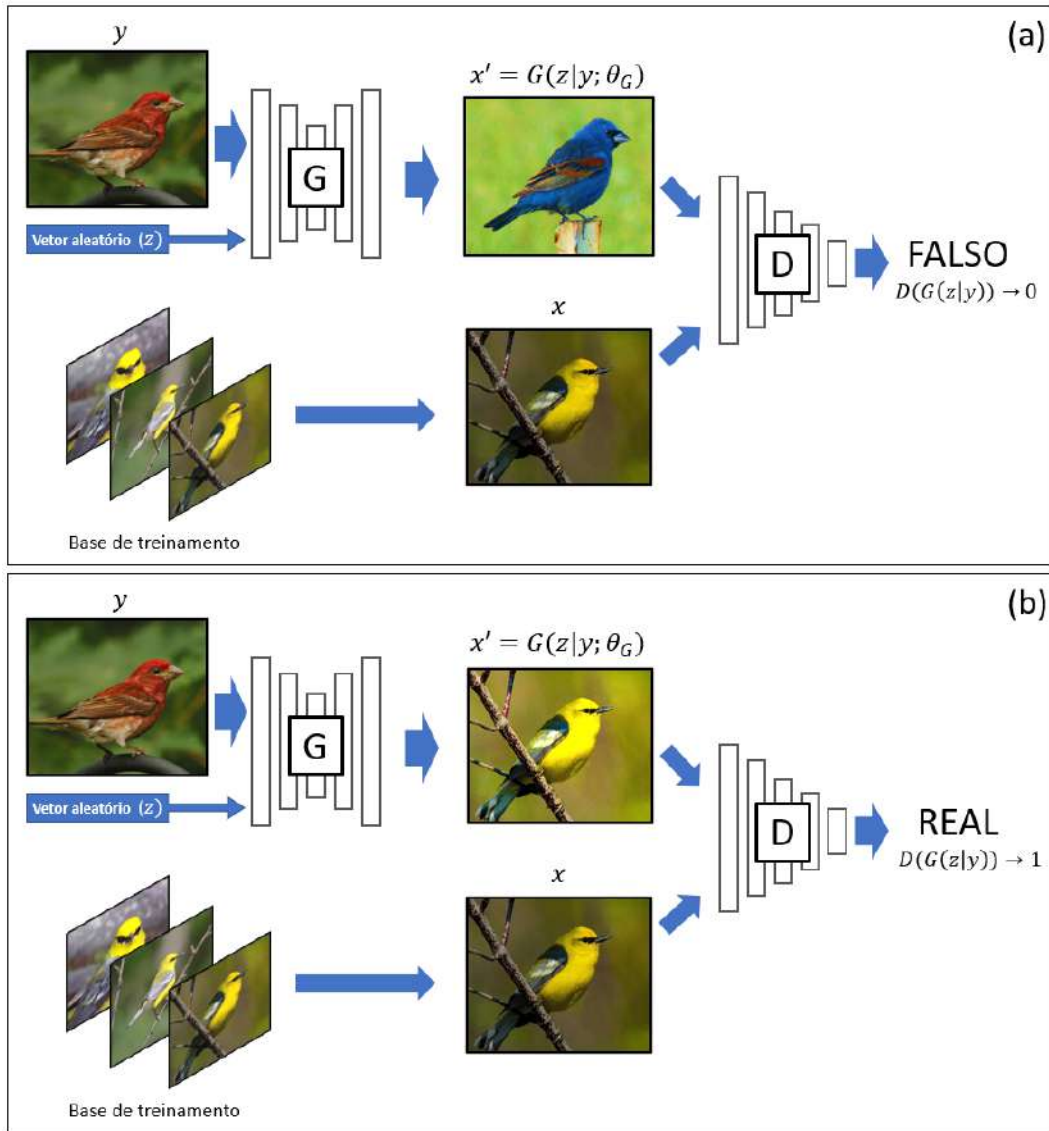 (a)
y
x′ = G(z|y; θ_G)
G
Vetor aleatório (z)
D
FALSO
D(G(z|y)) → 0
x
Base de treinamento
(b)
y
x′ = G(z|y; θ_G)
G
Vetor aleatório (z)
D
REAL
D(G(z|y)) → 1
x
Base de treinamento